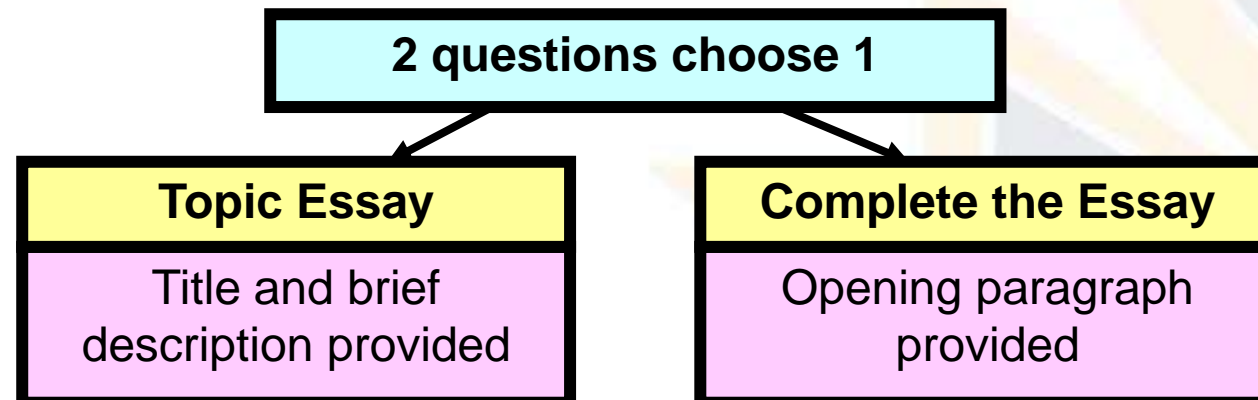 2 questions choose 1
Topic Essay
Title and brief
description provided
Complete the Essay
Opening paragraph
provided